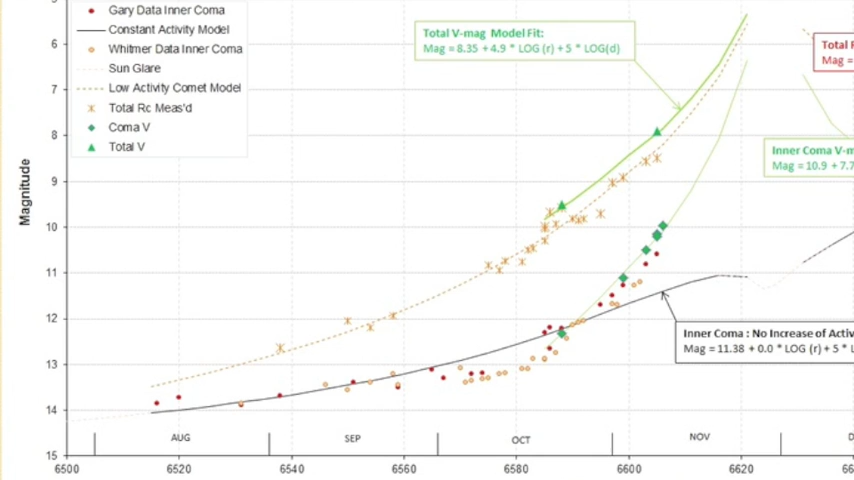 5
6
7
8
9
10
11
12
13
14
15
Magnitude
Gary Data Inner Coma
Constant Activity Model
Whitmer Data Inner Coma
Sun Glare
Low Activity Comet Model
Total Rc Meas'd
Coma V
Total V
Total V-mag Model Fit:
Mag = 8.35 + 4.9 * LOG (r) + 5 * LOG(d)
Total
Mag =
Inner Coma V-m
Mag = 10.9 + 7.7
Inner Coma : No Increase of Activ
Mag = 11.38 + 0.0 * LOG (r) + 5 * L
AUG SEP OCT NOV D
6500 6520 6540 6560 6580 6600 6620 6640